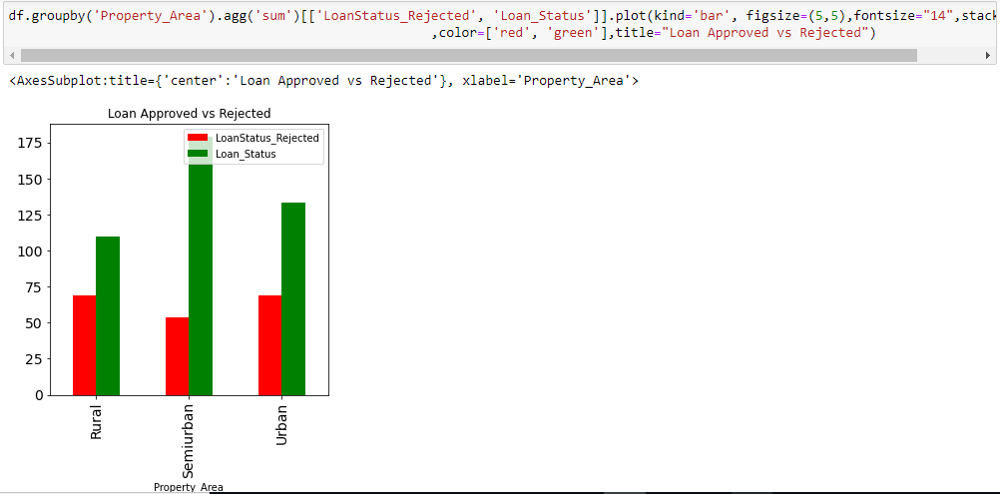 df.groupby('Property_Area').agg('sum')[['LoanStatus_Rejected', 'Loan_Status']].plot(kind='bar', figsize=(5,5),fontsize="14",stack
,color=['red', 'green'],title="Loan Approved vs Rejected")
<AxesSubplot:title={'center':'Loan Approved vs Rejected'}, xlabel='Property_Area'>
Loan Approved vs Rejected
LoanStatus_Rejected
Loan_Status
175
150
125
100
75
50
25
0
Rural
Semiurban
Urban
Property_Area